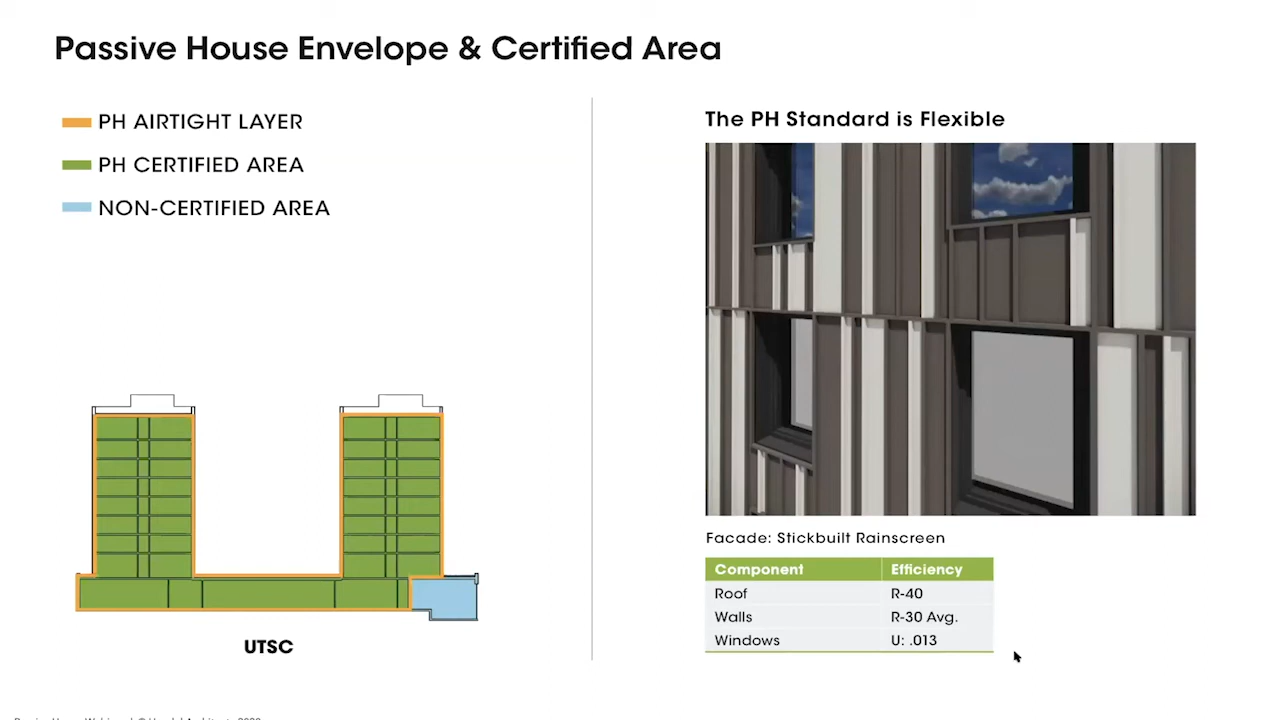 Passive House Envelope & Certified Area
PH AIRTIGHT LAYER
PH CERTIFIED AREA
NON-CERTIFIED AREA
UTSC
The PH Standard is Flexible
Facade: Stickbuilt Rainscreen
Component Efficiency
Roof R-40
Walls R-30 Avg.
Windows U: .013